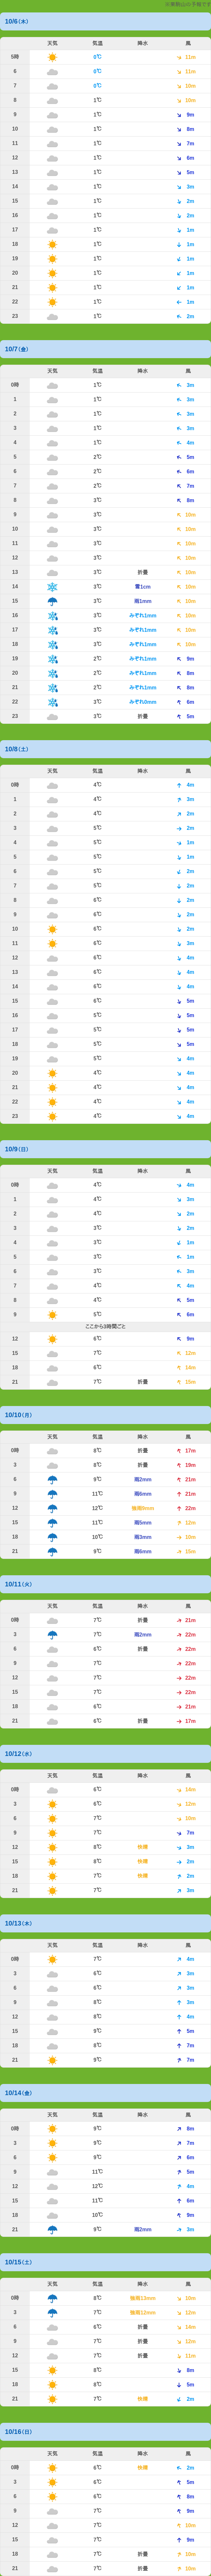 10/6(木)
天気 気温 降水 風
5時 0℃ 11m
6 0℃ 11m
7 0℃ 10m
8 1℃ 10m
9 1℃ 9m
10 1℃ 8m
11 1℃ 7m
12 1℃ 6m
13 1℃ 5m
14 1℃ 3m
15 1℃ 2m
16 1℃ 2m
17 1℃ 1m
18 1℃ 1m
19 1℃ 1m
20 1℃ 1m
21 1℃ 1m
22 1℃ 1m
23 1℃ 2m
10/7(金)
天気 気温 降水 風
0時 1℃ 3m
1 1℃ 3m
2 1℃ 3m
3 1℃ 3m
4 1℃ 4m
5 2℃ 5m
6 2℃ 6m
7 2℃ 7m
8 3℃ 8m
9 3℃ 10m
10 3℃ 10m
11 3℃ 10m
12 3℃ 10m
13 3℃ 折曇 10m
14 3℃ 雪1cm 10m
15 3℃ 雨1mm 10m
16 3℃ みぞれ1mm 10m
17 3℃ みぞれ1mm 10m
18 3℃ みぞれ1mm 10m
19 2℃ みぞれ1mm 9m
20 2℃ みぞれ1mm 8m
21 2℃ みぞれ1mm 8m
22 3℃ みぞれ0mm 6m
23 3℃ 折曇 5m
10/8(土)
天気 気温 降水 風
0時 4℃ 4m
1 4℃ 3m
2 4℃ 2m
3 5℃ 2m
4 5℃ 1m
5 5℃ 1m
6 5℃ 2m
7 5℃ 2m
8 6℃ 2m
9 6℃ 2m
10 6℃ 2m
11 6℃ 3m
12 6℃ 4m
13 6℃ 4m
14 6℃ 4m
15 6℃ 5m
16 5℃ 5m
17 5℃ 5m
18 5℃ 5m
19 5℃ 4m
20 4℃ 4m
21 4℃ 4m
22 4℃ 4m
23 4℃ 4m
10/9(日)
天気 気温 降水 風
0時 4℃ 4m
1 4℃ 3m
2 4℃ 2m
3 3℃ 2m
4 3℃ 1m
5 3℃ 1m
6 3℃ 3m
7 4℃ 4m
8 4℃ 5m
9 5℃ 6m
ここから3時間ごと
12 6℃ 9m
15 7℃ 12m
18 6℃ 14m
21 7℃ 折曇 15m
10/10(月)
天気 気温 降水 風
0時 8℃ 折曇 17m
3 8℃ 折曇 19m
6 9℃ 雨2mm 21m
9 11℃ 雨6mm 21m
12 12℃ 強雨9mm 22m
15 11℃ 雨5mm 12m
18 10℃ 雨3mm 10m
21 9℃ 雨6mm 15m
10/11(火)
天気 気温 降水 風
0時 7℃ 折曇 21m
3 7℃ 雨2mm 22m
6 6℃ 折曇 22m
9 7℃ 22m
12 7℃ 22m
15 7℃ 22m
18 6℃ 21m
21 6℃ 折曇 17m
10/12(水)
天気 気温 降水 風
0時 6℃ 14m
3 6℃ 12m
6 7℃ 10m
9 7℃ 7m
12 8℃ 快晴 3m
15 8℃ 快晴 2m
18 7℃ 快晴 2m
21 7℃ 3m
10/13(木)
天気 気温 降水 風
0時 7℃ 4m
3 6℃ 3m
6 6℃ 3m
9 8℃ 3m
12 8℃ 4m
15 9℃ 5m
18 8℃ 7m
21 9℃ 7m
10/14(金)
天気 気温 降水 風
0時 9℃ 8m
3 9℃ 7m
6 9℃ 6m
9 11℃ 5m
12 12℃ 4m
15 11℃ 6m
18 10℃ 9m
21 9℃ 雨2mm 3m
10/15(土)
天気 気温 降水 風
0時 8℃ 強雨13mm 10m
3 7℃ 強雨12mm 12m
6 6℃ 折曇 14m
9 7℃ 折曇 12m
12 7℃ 折曇 11m
15 8℃ 8m
18 8℃ 5m
21 7℃ 快晴 2m
10/16(日)
天気 気温 降水 風
0時 6℃ 快晴 2m
3 6℃ 5m
6 6℃ 8m
9 7℃ 9m
12 7℃ 10m
15 7℃ 9m
18 7℃ 折曇 10m
21 7℃ 折曇 10m